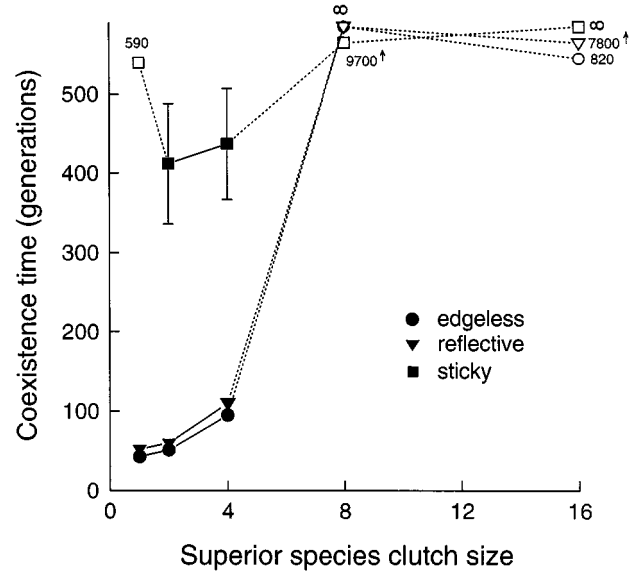 ∞
590
9700↑
∞
7800↑
820
500
400
300
200
100
0
Coexistence time (generations)
edgeless
reflective
sticky
0 4 8 12 16
Superior species clutch size